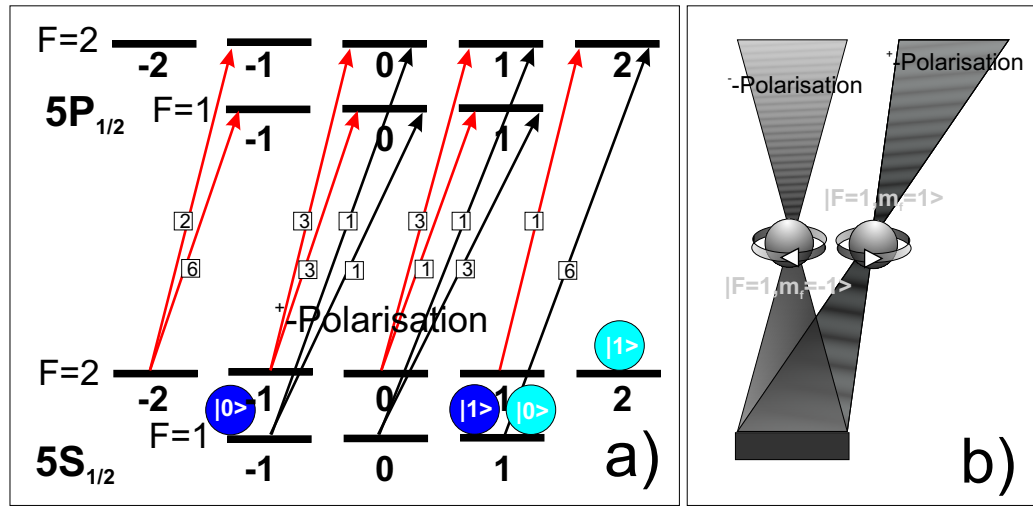 F=2
-2 -1 0 1 2
5P1/2
F=1
-1 0 1
2 3 1 3 1 1
6 3 1 1 3 6
+-Polarisation
|1>
F=2
-2 -1 0 1 2
|0> |1> |0>
F=1
-1 0 1
5S1/2
a)
--Polarisation
+-Polarisation
|F=1,mf=1>
|F=1,mf=-1>
b)